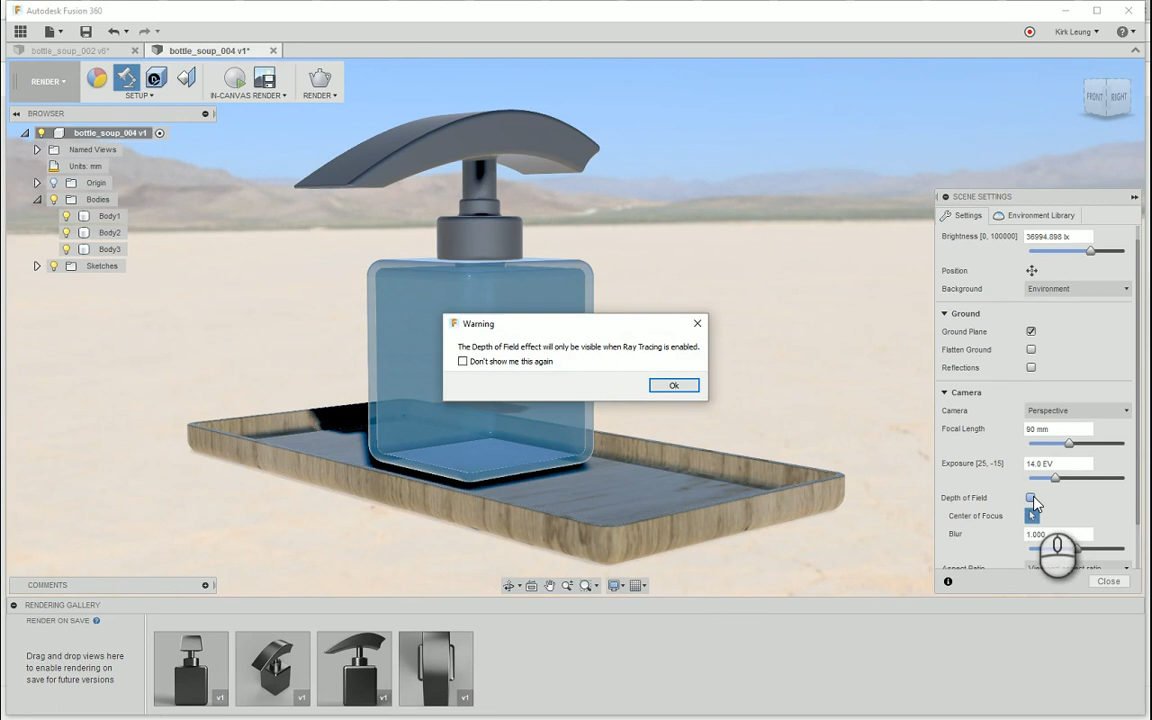 Autodesk Fusion 360
Kirk Leung
bottle_soup_002 v6*
bottle_soup_004 v1*
RENDER
SETUP
IN-CANVAS RENDER
RENDER
BROWSER
FRONT
RIGHT
bottle_soup_004 v1
Named Views
Units: mm
Origin
Bodies
Body1
Body2
Body3
Sketches
SCENE SETTINGS
Settings
Environment Library
Brightness [0, 100000]
36994.898 lx
Position
Background
Environment
Ground
Ground Plane
Flatten Ground
Reflections
Camera
Camera
Perspective
Focal Length
90 mm
Exposure [25, -15]
14.0 EV
Depth of Field
Center of Focus
Blur
1.000
Close
Warning
The Depth of Field effect will only be visible when Ray Tracing is enabled.
Don't show me this again
Ok
COMMENTS
RENDERING GALLERY
RENDER ON SAVE
Drag and drop views here
to enable rendering on
save for future versions
v1
v1
v1
v1